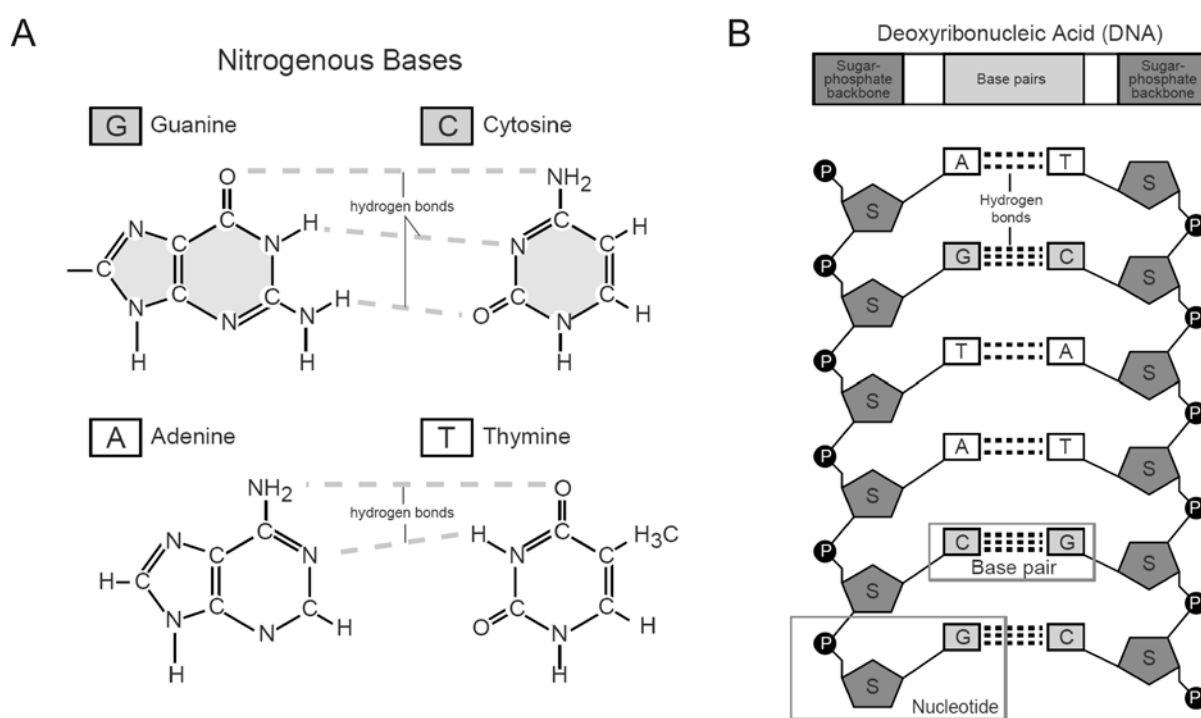 A
Nitrogenous Bases
G Guanine
C Cytosine
O
NH2
hydrogen bonds
N
C
H
C
N
C
C
H
C
N
N
C
C
C
N
C
N
H
O
C
C
H
N
H
H
N
H
A Adenine
T Thymine
NH2
O
hydrogen bonds
C
H
C
H3C
N
C
N
N
C
H
C
C
C
H
N
N
C
H
O
C
C
H
H
N
H
B
Deoxyribonucleic Acid (DNA)
Sugar-
phosphate
backbone
Base pairs
Sugar-
phosphate
backbone
P
A
T
S
S
Hydrogen
bonds
P
P
G
C
S
S
P
P
T
A
S
S
P
P
A
T
S
S
P
P
C
G
Base pair
S
S
P
P
G
C
S
S
Nucleotide
P